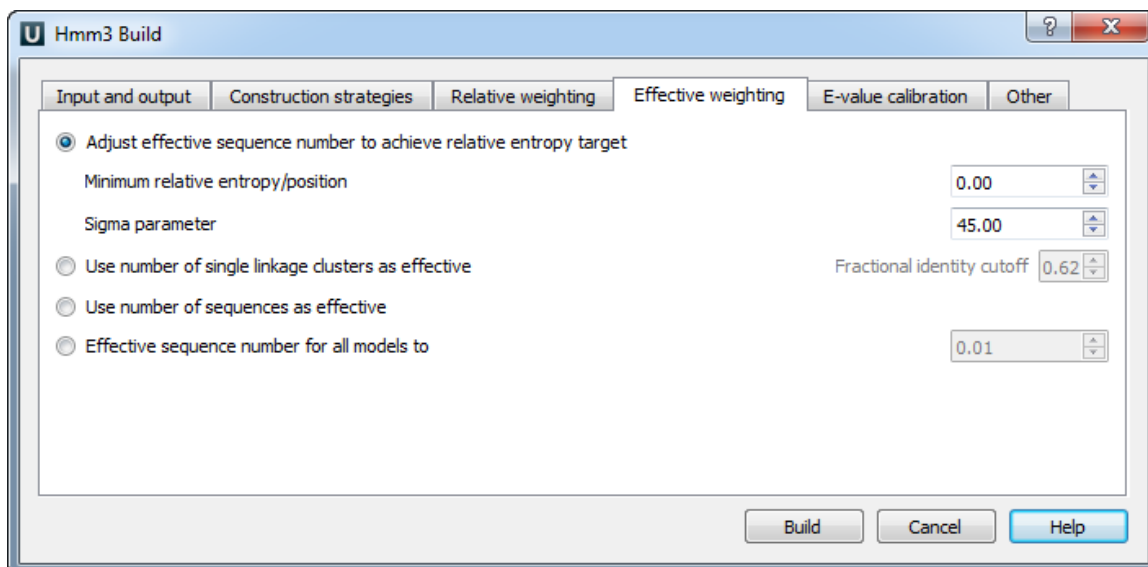 U Hmm3 Build ? X
Input and output Construction strategies Relative weighting Effective weighting E-value calibration Other
Adjust effective sequence number to achieve relative entropy target
Minimum relative entropy/position 0.00
Sigma parameter 45.00
Use number of single linkage clusters as effective Fractional identity cutoff 0.62
Use number of sequences as effective
Effective sequence number for all models to 0.01
Build Cancel Help